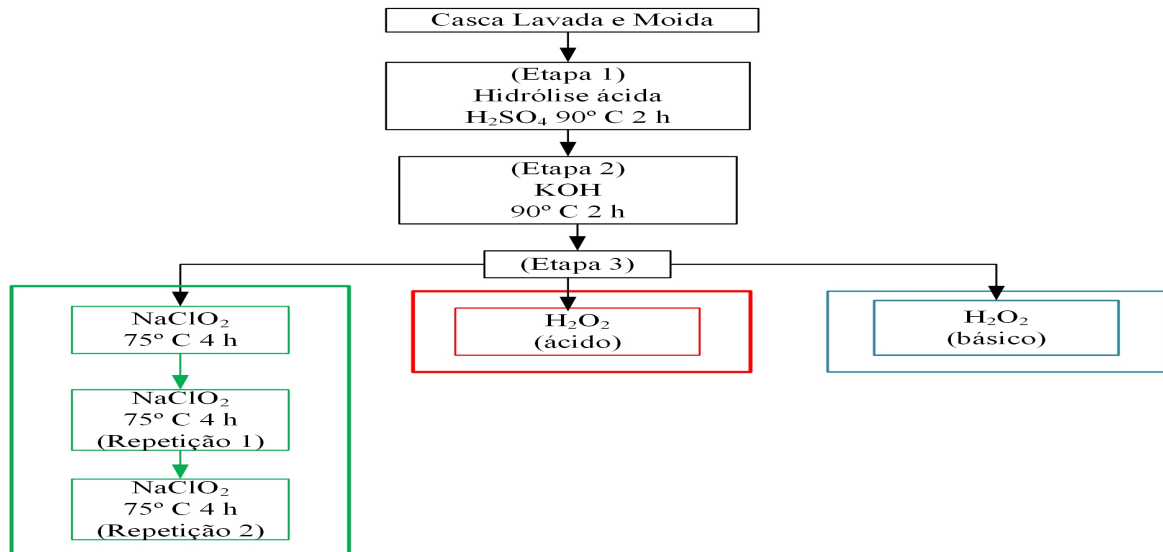 Casca Lavada e Moida
(Etapa 1)
Hidrólise ácida
H₂SO₄ 90º C 2 h
(Etapa 2)
KOH
90º C 2 h
(Etapa 3)
NaClO₂
75º C 4 h
NaClO₂
75º C 4 h
(Repetição 1)
NaClO₂
75º C 4 h
(Repetição 2)
H₂O₂
(ácido)
H₂O₂
(básico)